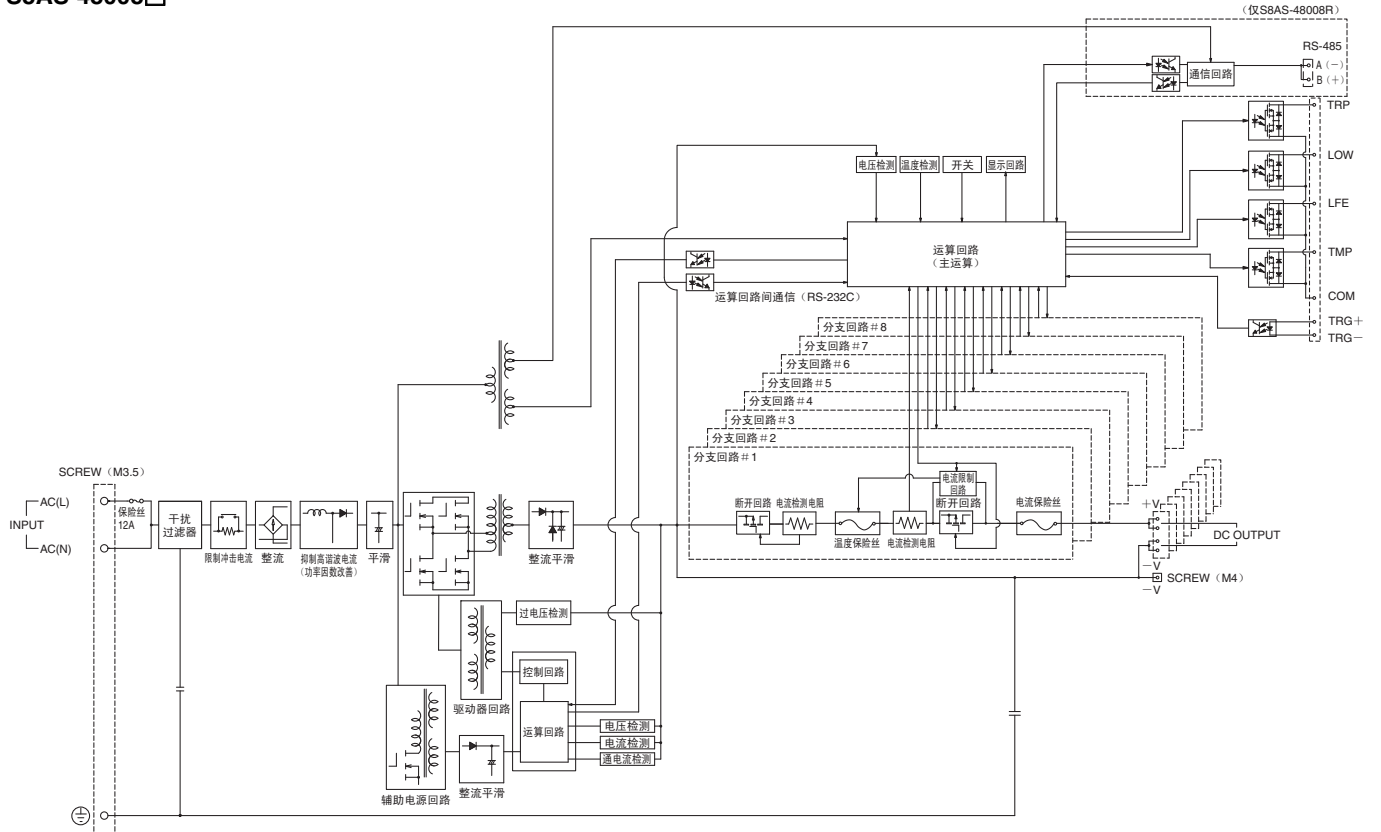 （仅S8AS-48008R）
RS-485
A（－）
B（＋）
通信回路
TRP
LOW
LFE
TMP
COM
TRG＋
TRG－
电压检测
温度检测
开关
显示回路
运算回路
（主运算）
运算回路间通信（RS-232C）
分支回路＃8
分支回路＃7
分支回路＃6
分支回路＃5
分支回路＃4
分支回路＃3
分支回路＃2
分支回路＃1
SCREW（M3.5）
AC(L)
INPUT
AC(N)
保险丝
12A
干扰
过滤器
限制冲击电流
整流
抑制高谐波电流
（功率因数改善）
平滑
整流平滑
断开回路
电流检测电阻
温度保险丝
电流检测电阻
电流限制
回路
断开回路
电流保险丝
＋V
－V
DC OUTPUT
SCREW（M4）
－V
过电压检测
驱动器回路
控制回路
运算回路
电压检测
电流检测
通电流检测
辅助电源回路
整流平滑